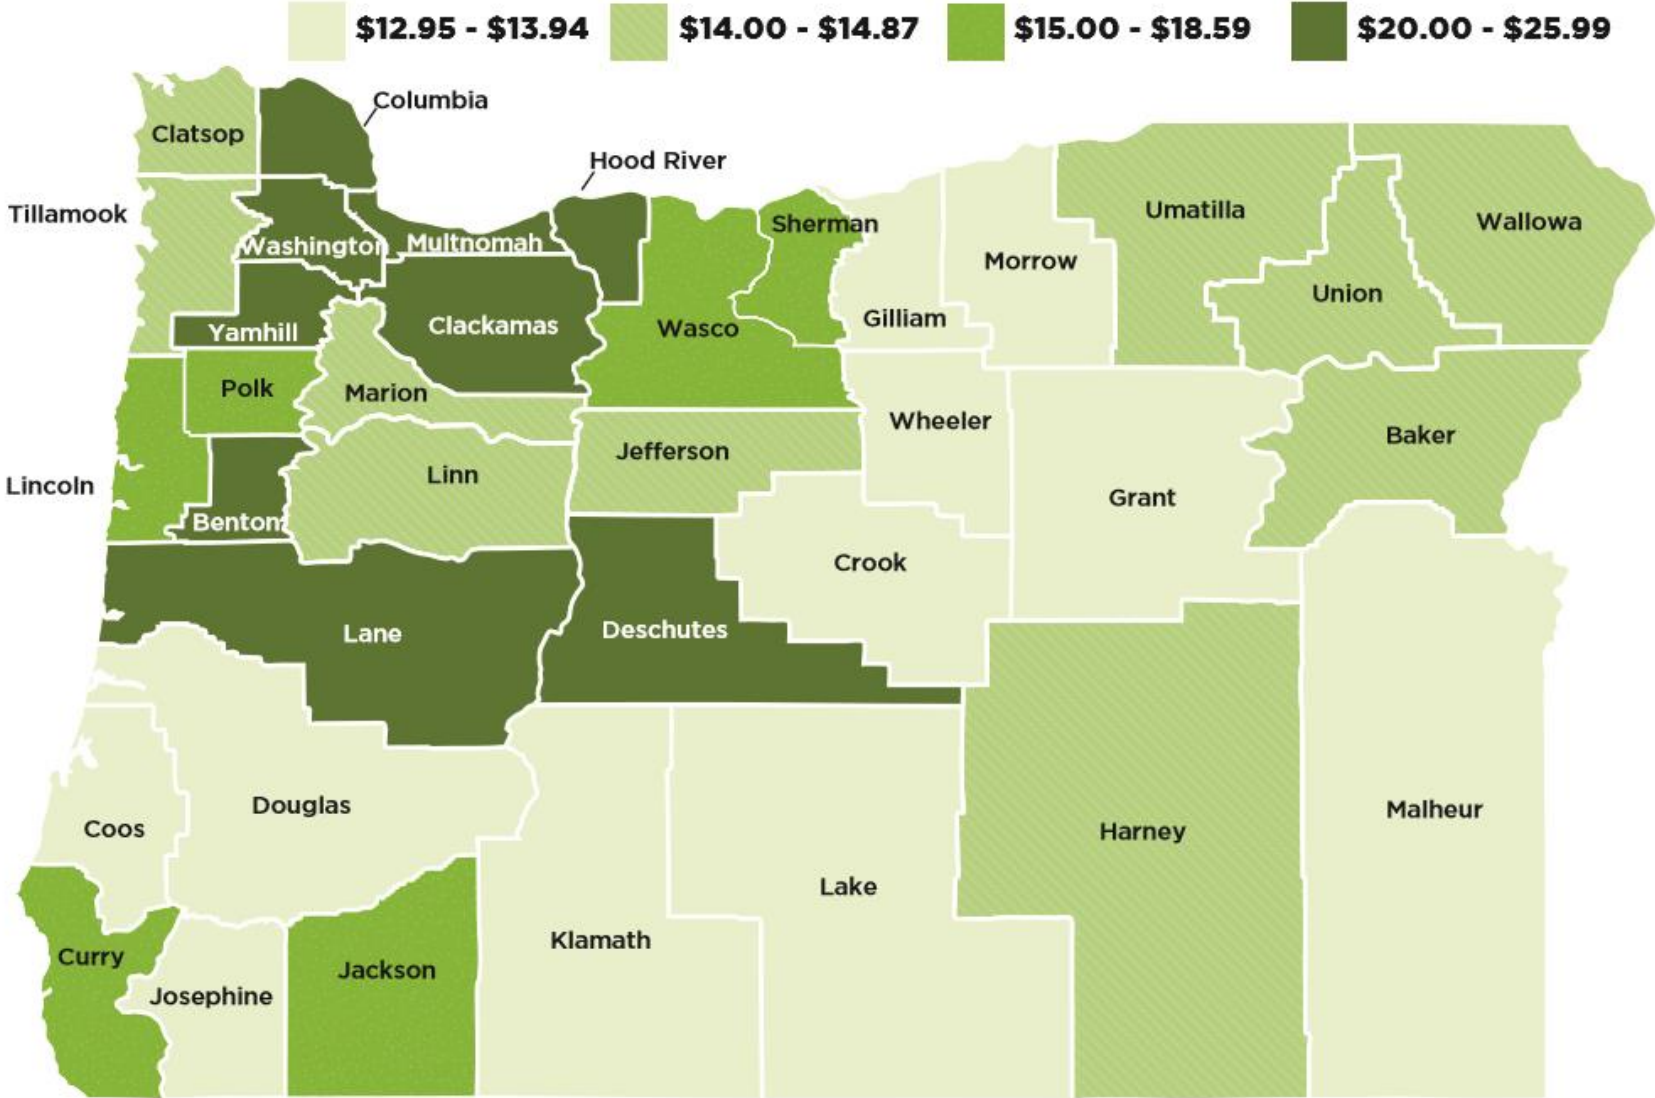 $12.95 - $13.94
$14.00 - $14.87
$15.00 - $18.59
$20.00 - $25.99
Columbia
Clatsop
Hood River
Tillamook
Washington
Multnomah
Sherman
Umatilla
Wallowa
Morrow
Union
Gilliam
Yamhill
Clackamas
Wasco
Polk
Marion
Wheeler
Baker
Jefferson
Linn
Lincoln
Grant
Benton
Crook
Lane
Deschutes
Douglas
Coos
Malheur
Harney
Lake
Klamath
Curry
Jackson
Josephine